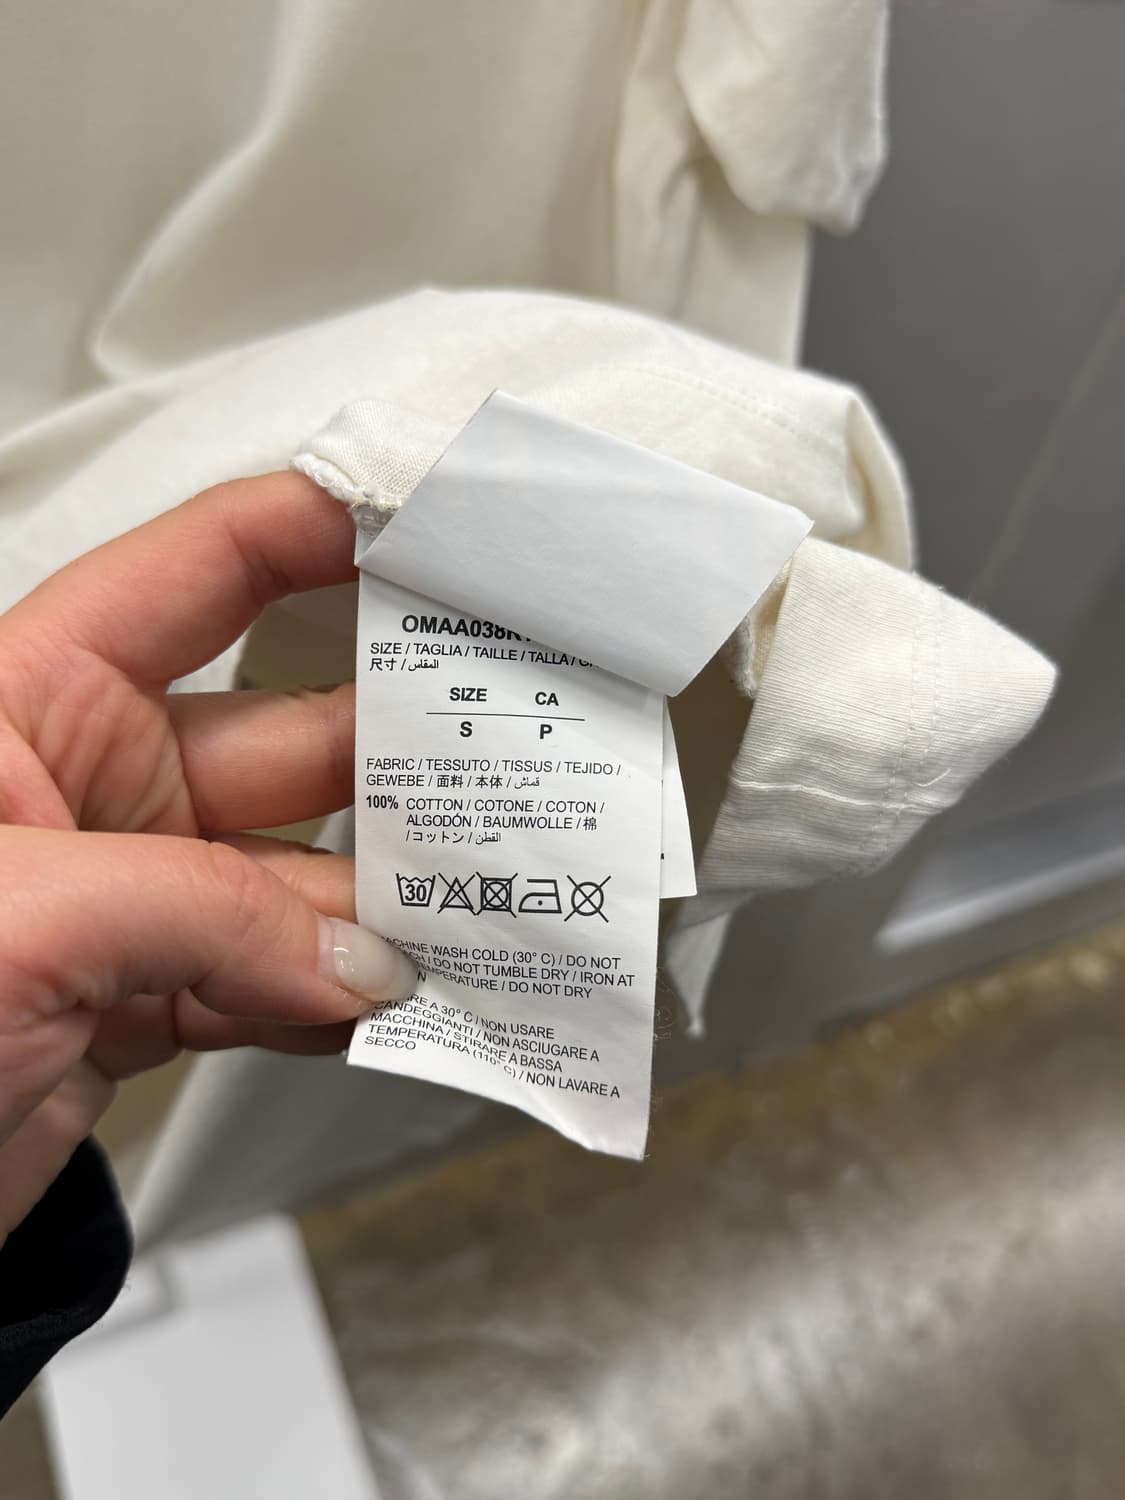 OMAA038R
SIZE / TAGLIA / TAILLE / TALLA /
尺寸 / المقاس
SIZE CA
S P
FABRIC / TESSUTO / TISSUS / TEJIDO /
GEWEBE / 面料 / 本体 / قماش
100% COTTON / COTONE / COTON /
ALGODÓN / BAUMWOLLE / 棉
/ コットン / القطن
30
MACHINE WASH COLD (30° C) / DO NOT
/ DO NOT TUMBLE DRY / IRON AT
TEMPERATURE / DO NOT DRY
A 30° C / NON USARE
CANDEGGIANTI / NON ASCIUGARE A
MACCHINA / STIRARE A BASSA
TEMPERATURA (110° C) / NON LAVARE A
SECCO